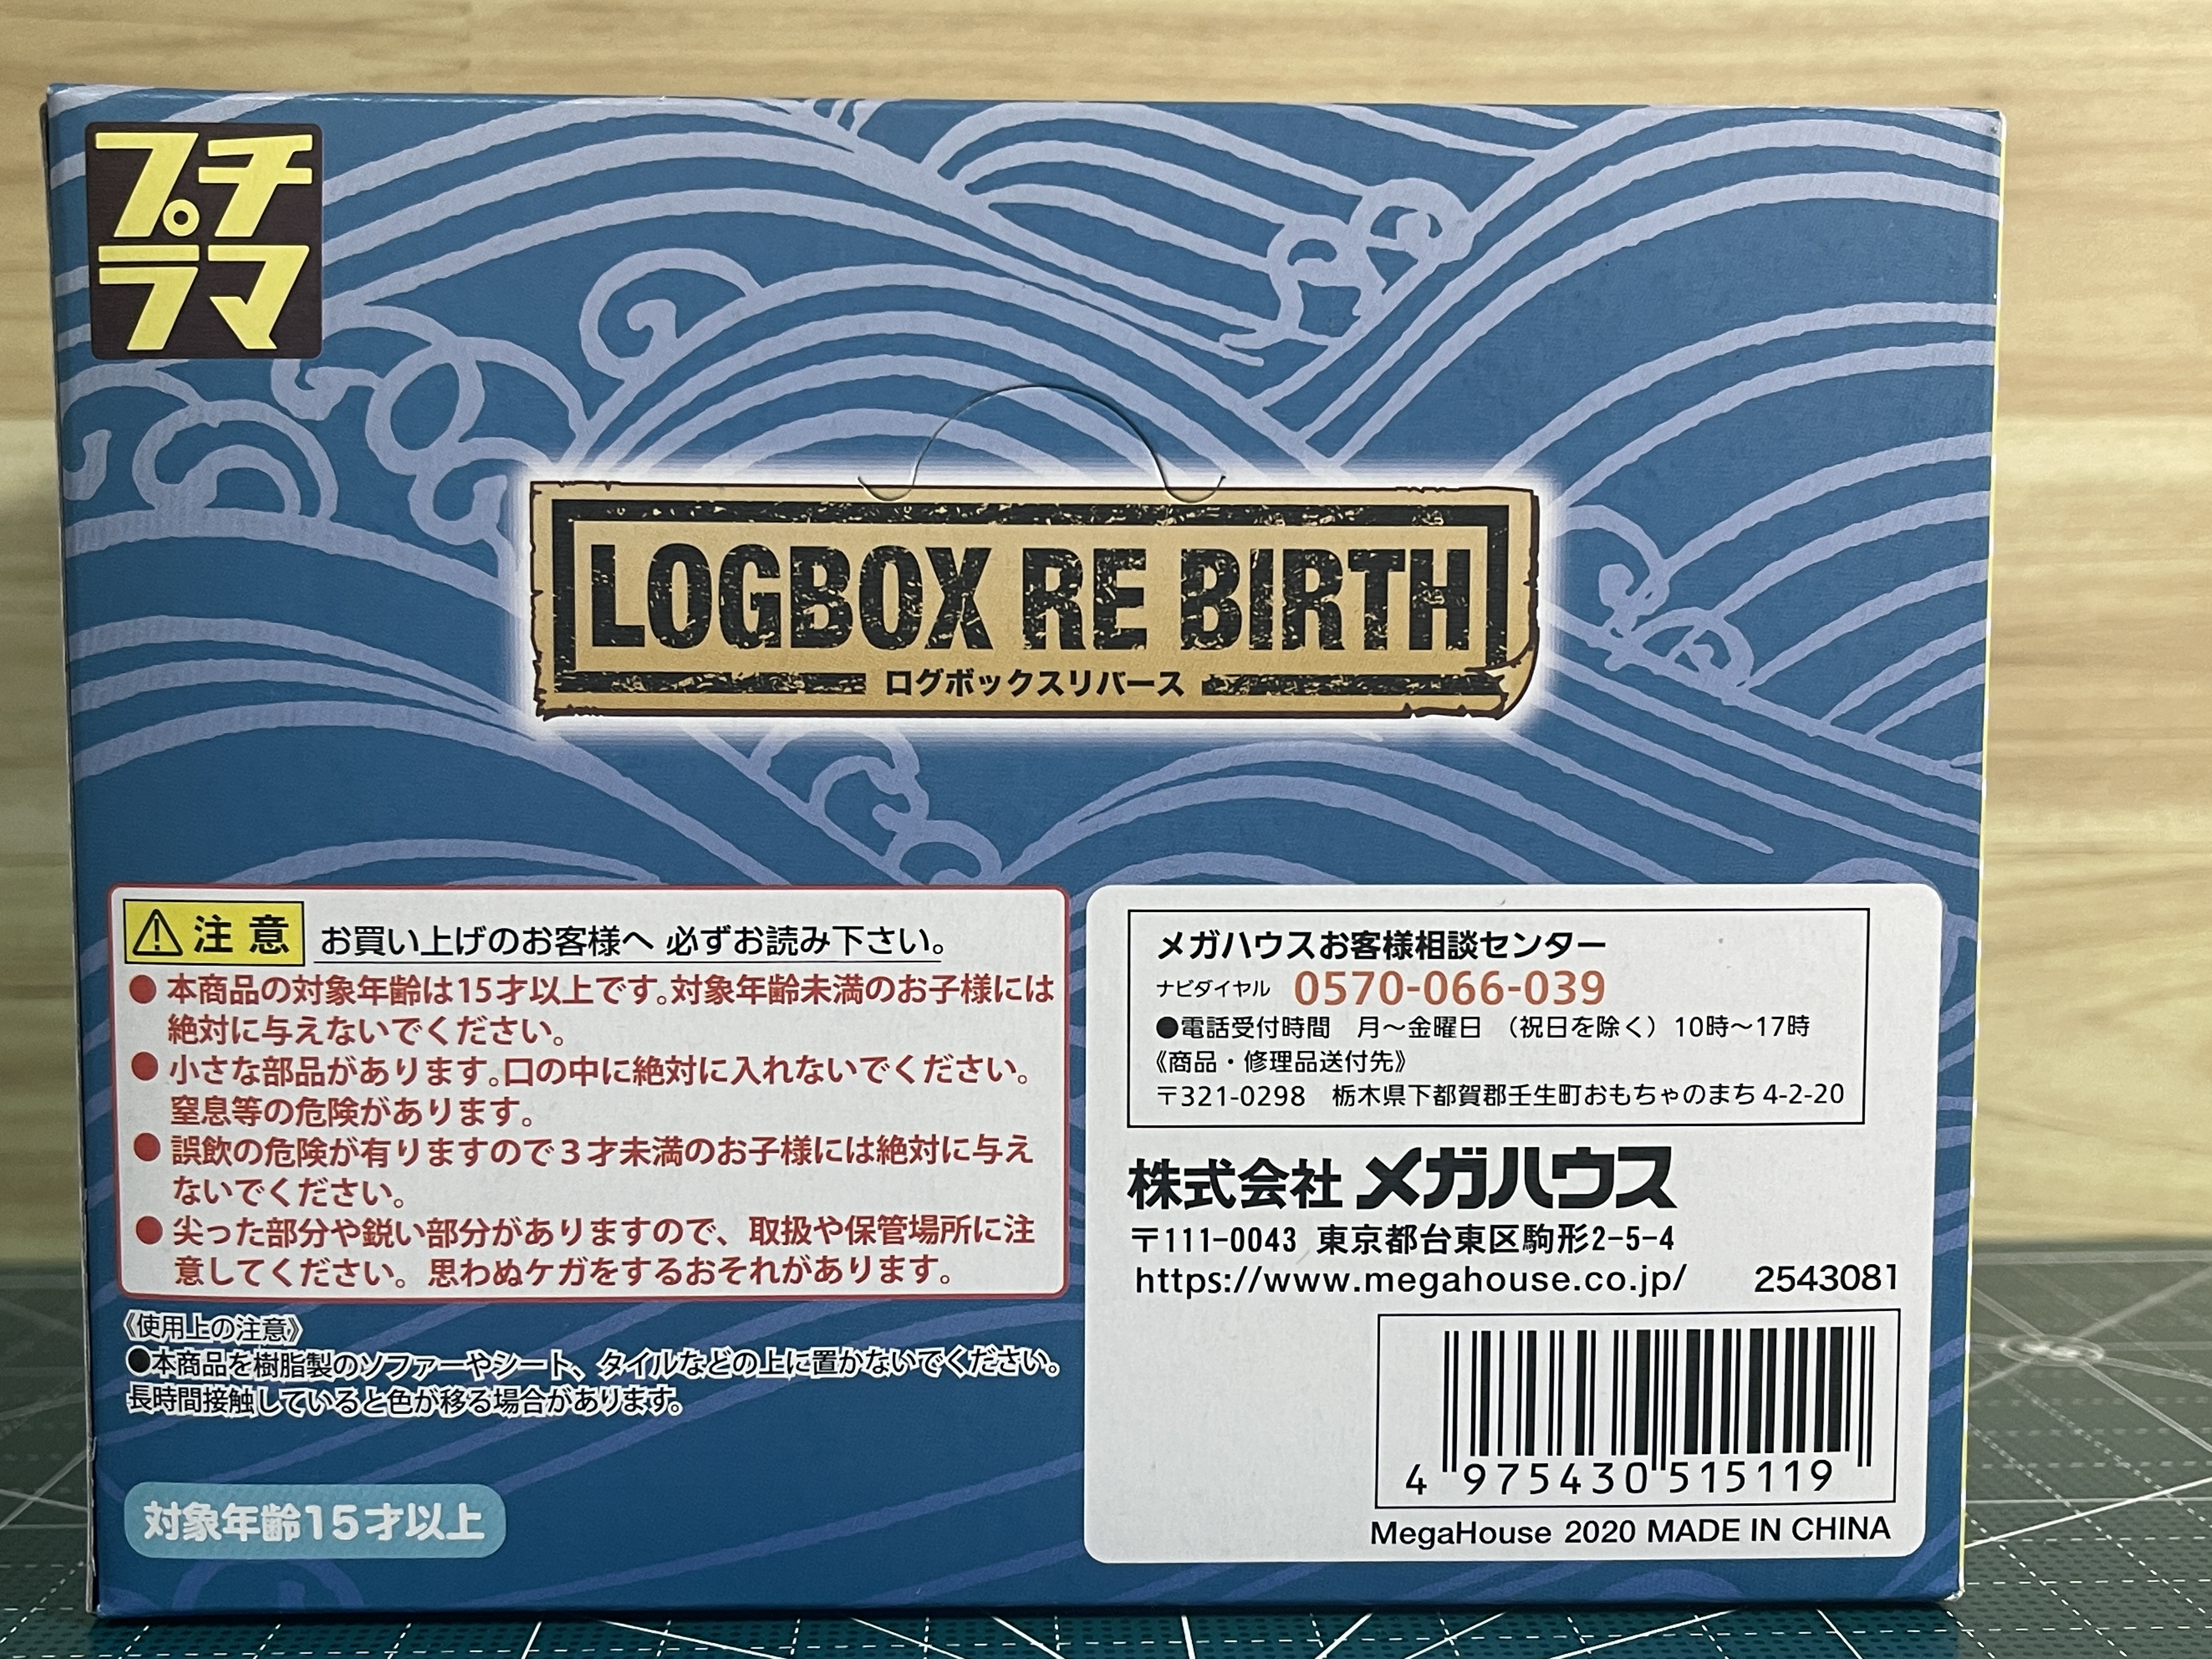 プチ
ラマ
LOGBOX RE BIRTH
ログボックスリバース
注意 お買い上げのお客様へ 必ずお読み下さい。
●本商品の対象年齢は15才以上です。対象年齢未満のお子様には
絶対に与えないでください。
●小さな部品があります。口の中に絶対に入れないでください。
窒息等の危険があります。
●誤飲の危険が有りますので３才未満のお子様には絶対に与え
ないでください。
●尖った部分や鋭い部分がありますので、取扱や保管場所に注
意してください。思わぬケガをするおそれがあります。
《使用上の注意》
●本商品を樹脂製のソファーやシート、タイルなどの上に置かないでください。
長時間接触していると色が移る場合があります。
対象年齢15才以上
メガハウスお客様相談センター
ナビダイヤル 0570-066-039
●電話受付時間 月～金曜日 （祝日を除く）10時～17時
《商品・修理品送付先》
〒321-0298 栃木県下都賀郡壬生町おもちゃのまち4-2-20
株式会社 メガハウス
〒111-0043 東京都台東区駒形2-5-4
https://www.megahouse.co.jp/ 2543081
4 975430 515119
MegaHouse 2020 MADE IN CHINA